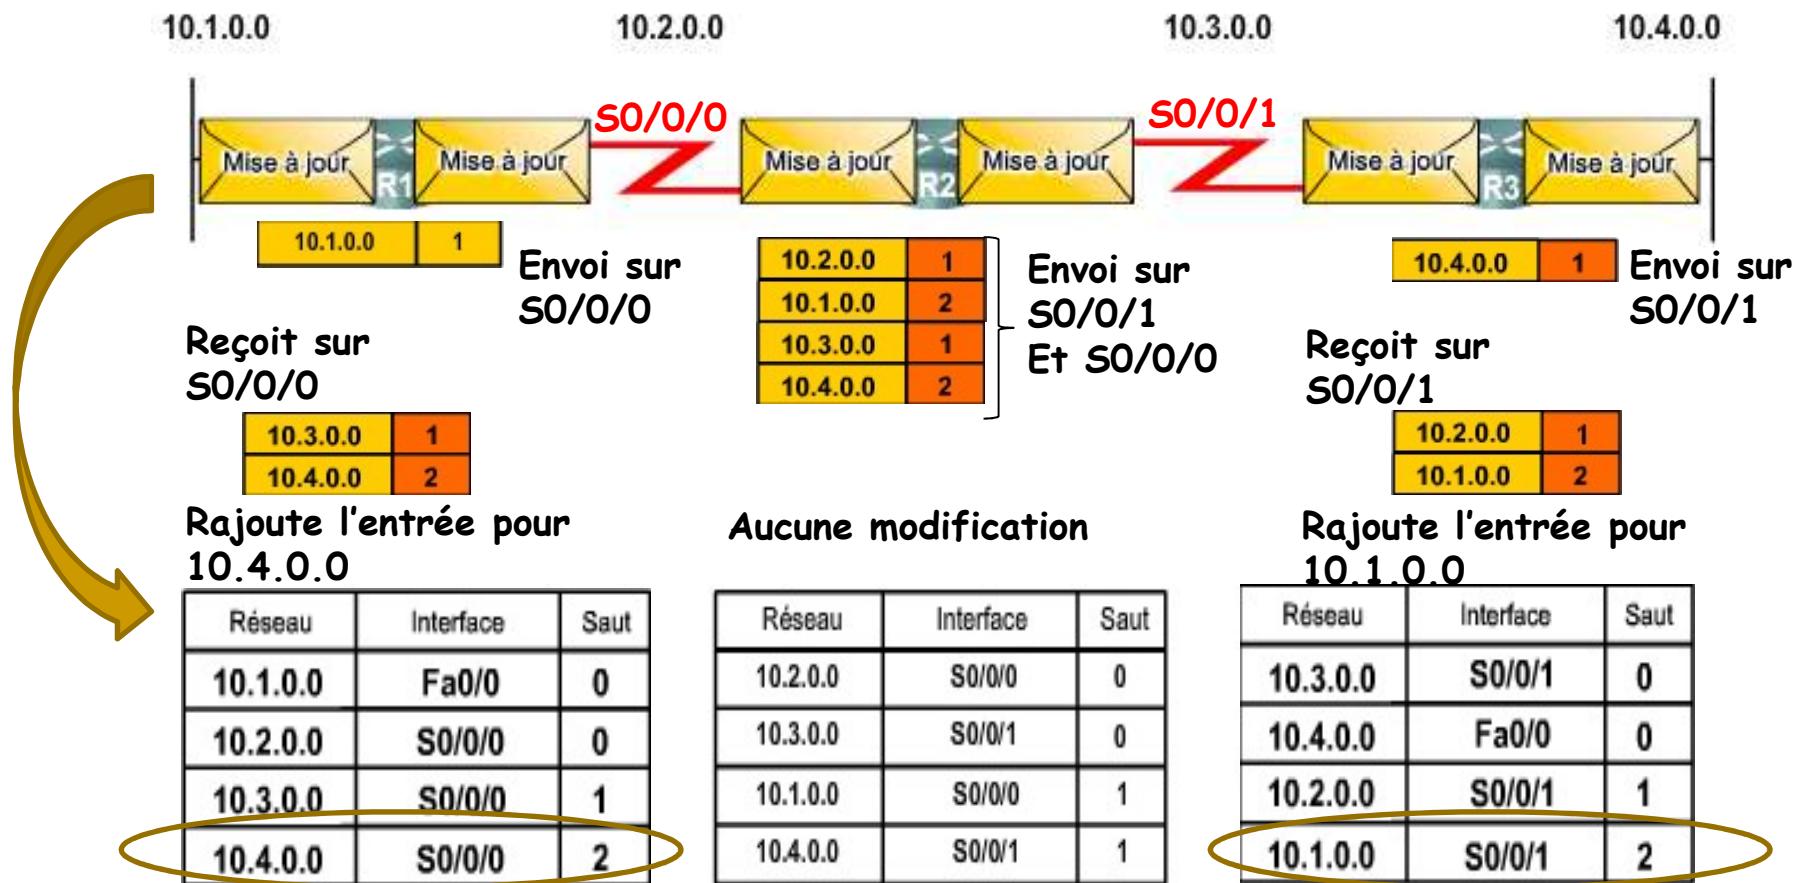 10.1.0.0 10.2.0.0 10.3.0.0 10.4.0.0
S0/0/0 S0/0/1
Mise à jour R1 Mise à jour Mise à jour R2 Mise à jour Mise à jour R3 Mise à jour
10.1.0.0 1
Envoi sur
S0/0/0
10.2.0.0 1
10.1.0.0 2
10.3.0.0 1
10.4.0.0 2
Envoi sur
S0/0/1
Et S0/0/0
10.4.0.0 1
Envoi sur
S0/0/1
Reçoit sur
S0/0/0
10.3.0.0 1
10.4.0.0 2
Reçoit sur
S0/0/1
10.2.0.0 1
10.1.0.0 2
Rajoute l'entrée pour
10.4.0.0
Réseau Interface Saut
10.1.0.0 Fa0/0 0
10.2.0.0 S0/0/0 0
10.3.0.0 S0/0/0 1
10.4.0.0 S0/0/0 2
Aucune modification
Réseau Interface Saut
10.2.0.0 S0/0/0 0
10.3.0.0 S0/0/1 0
10.1.0.0 S0/0/0 1
10.4.0.0 S0/0/1 1
Rajoute l'entrée pour
10.1.0.0
Réseau Interface Saut
10.3.0.0 S0/0/1 0
10.4.0.0 Fa0/0 0
10.2.0.0 S0/0/1 1
10.1.0.0 S0/0/1 2